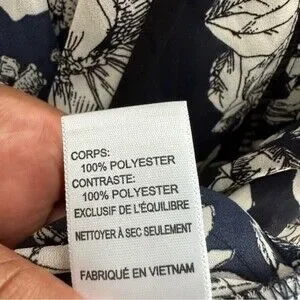 CORPS:
100% POLYESTER
CONTRASTE:
100% POLYESTER
EXCLUSIF DE L'ÉQUILIBRE
NETTOYER À SEC SEULEMENT
FABRIQUÉ EN VIETNAM